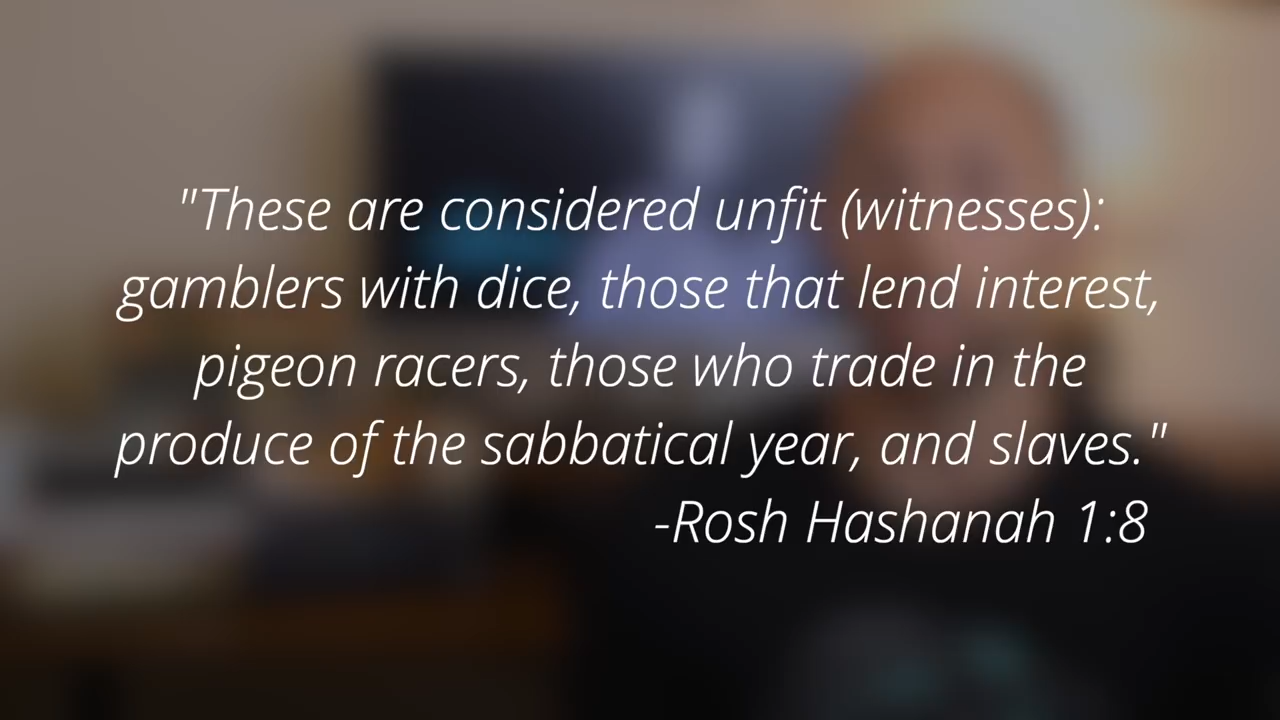 "These are considered unfit (witnesses):
gamblers with dice, those that lend interest,
pigeon racers, those who trade in the
produce of the sabbatical year, and slaves."
-Rosh Hashanah 1:8